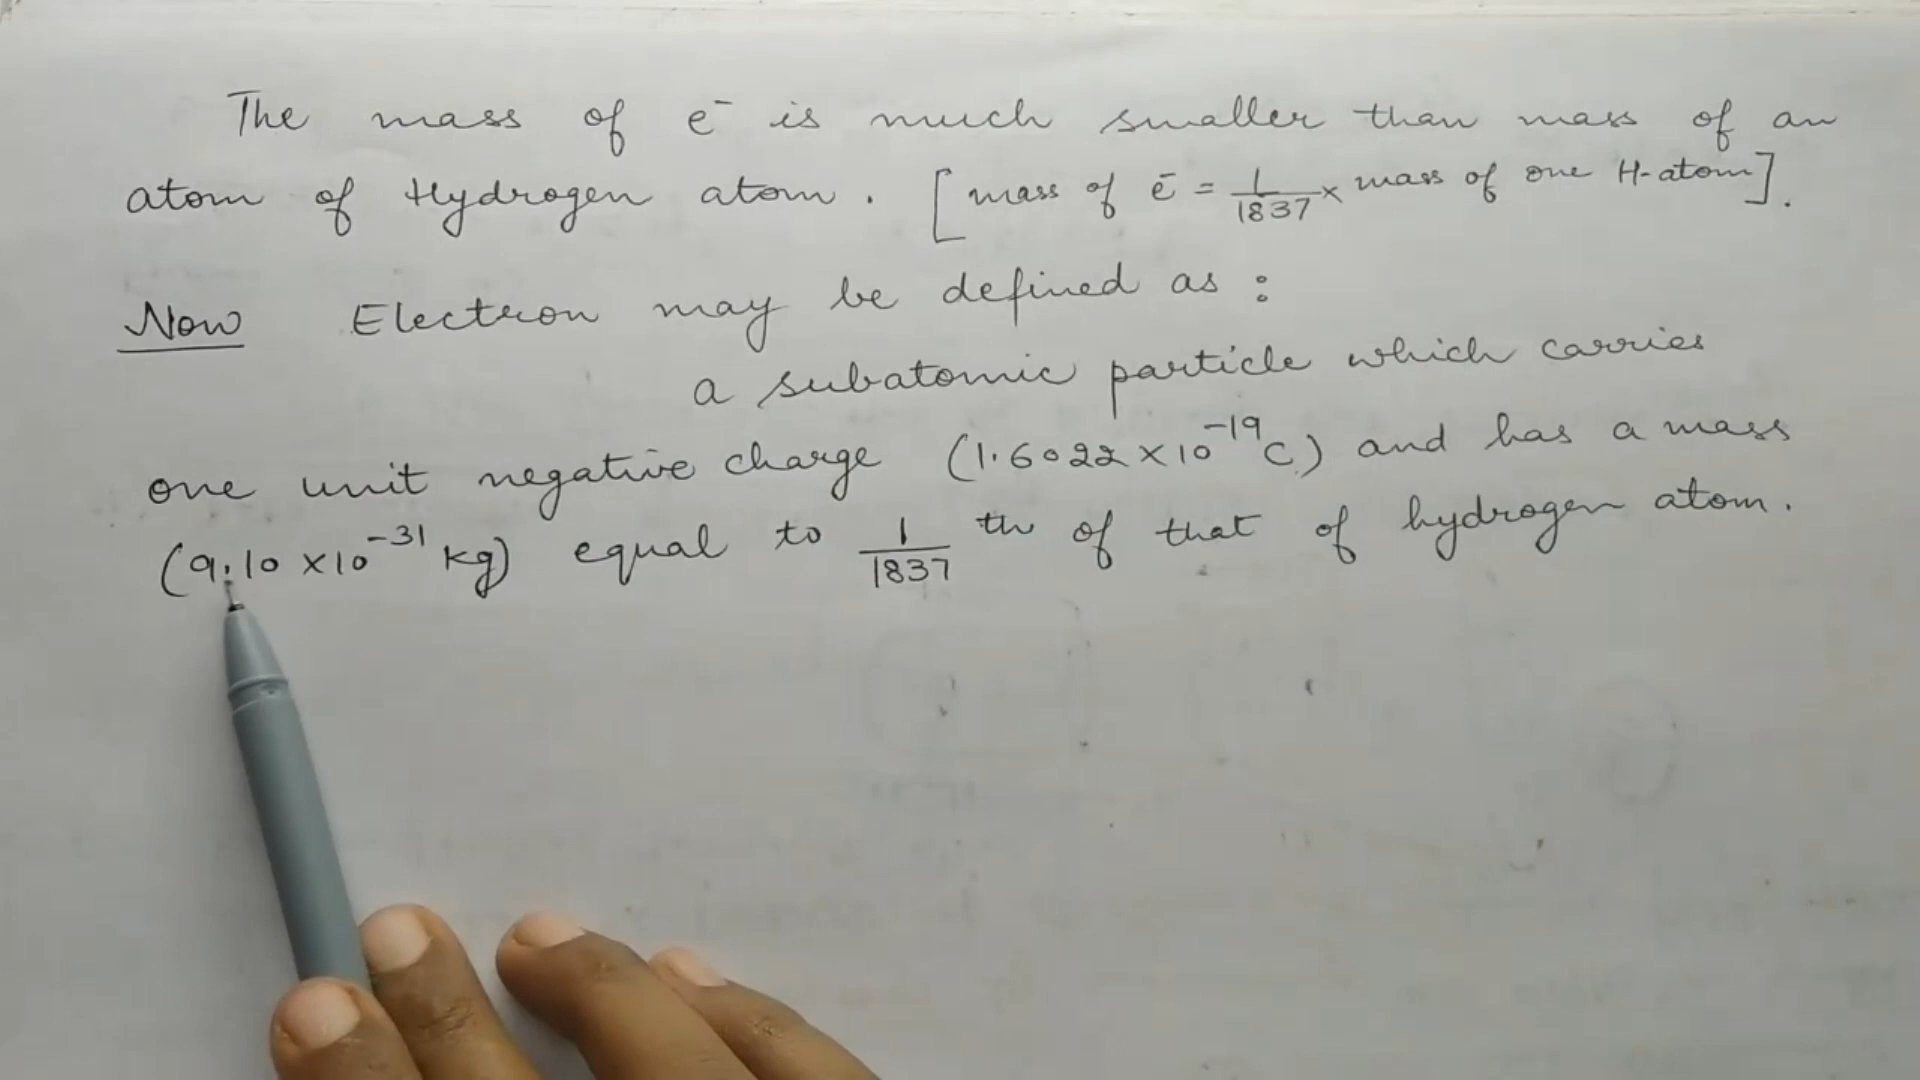 The mass of e⁻ is much smaller than mass of an
atom of Hydrogen atom. [mass of e⁻ = 1/1837 × mass of one H-atom].
Now Electron may be defined as :
a subatomic particle which carries
one unit negative charge (1.6022 × 10⁻¹⁹ C) and has a mass
(9.10 × 10⁻³¹ kg) equal to 1/1837 th of that of hydrogen atom.